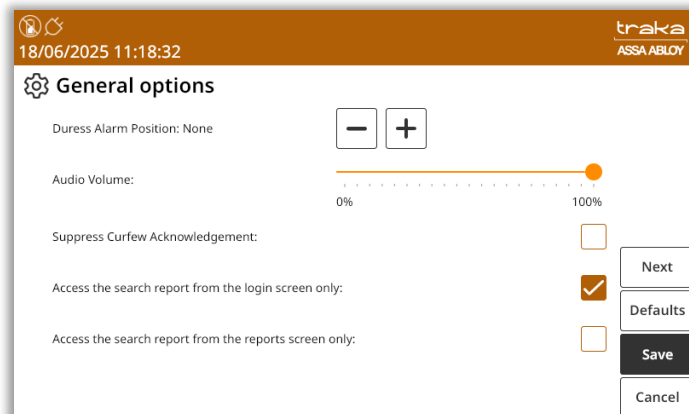 traka
18/06/2025 11:18:32
ASSA ABLOY
General options
Duress Alarm Position: None
Audio Volume:
0%
100%
Suppress Curfew Acknowledgement:
Next
Access the search report from the login screen only:
Defaults
Access the search report from the reports screen only:
Save
Cancel